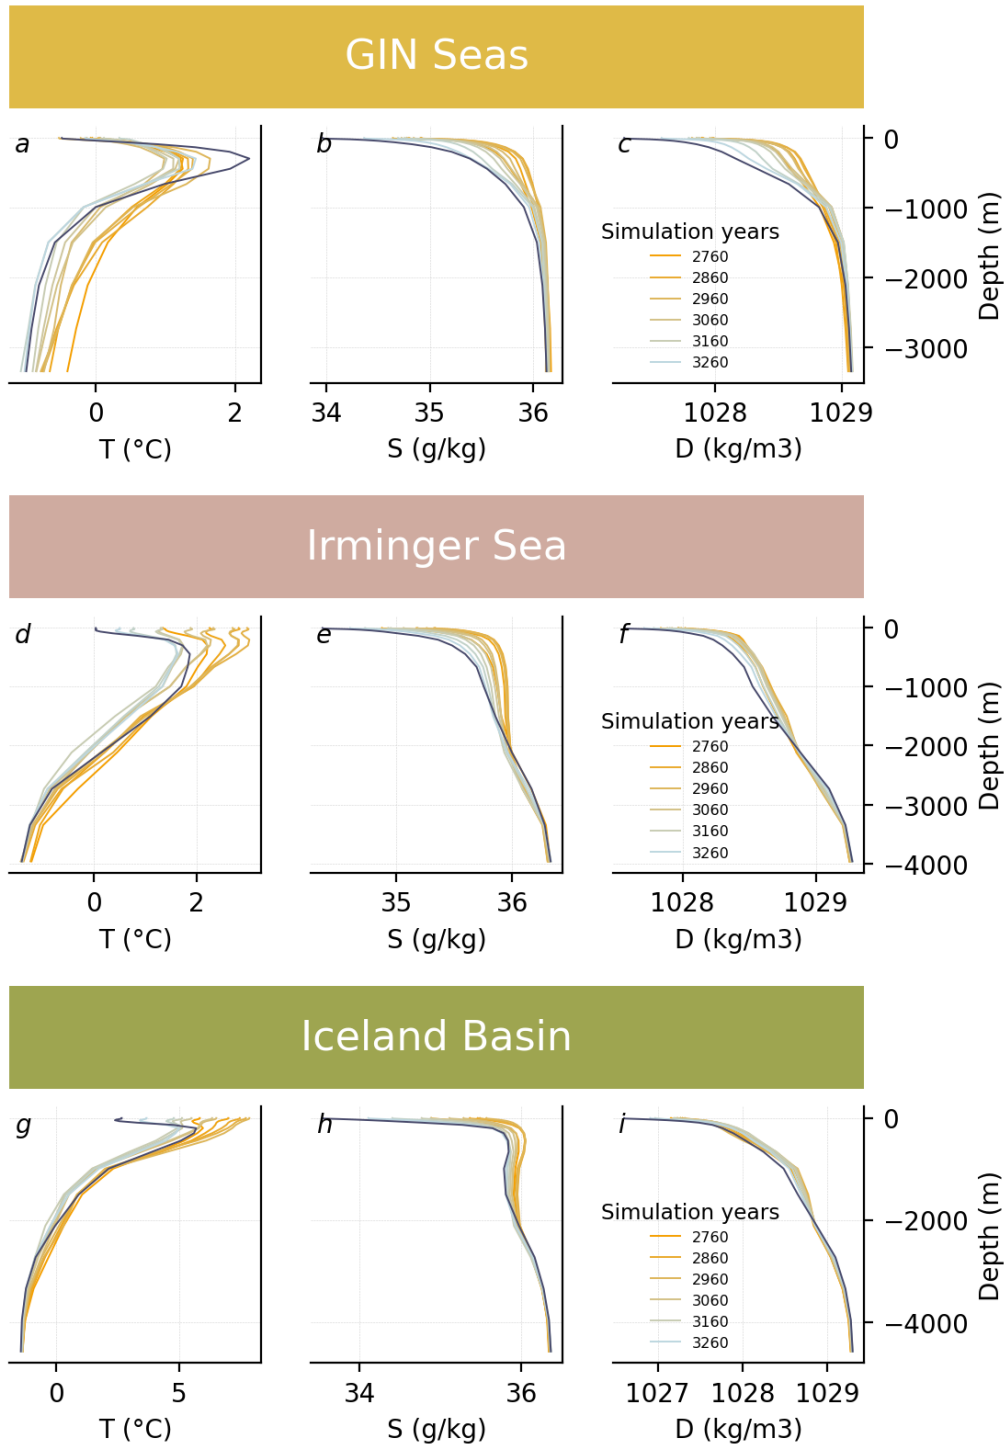 GIN Seas
a b c 0
Simulation years
2760
2860
2960
3060
3160
3260
−1000
−2000
−3000
Depth (m)
0 2 34 35 36 1028 1029
T (°C) S (g/kg) D (kg/m3)
Irminger Sea
d e f 0
Simulation years
2760
2860
2960
3060
3160
3260
−1000
−2000
−3000
−4000
Depth (m)
0 2 35 36 1028 1029
T (°C) S (g/kg) D (kg/m3)
Iceland Basin
g h i 0
Simulation years
2760
2860
2960
3060
3160
3260
−2000
−4000
Depth (m)
0 5 34 36 1027 1028 1029
T (°C) S (g/kg) D (kg/m3)